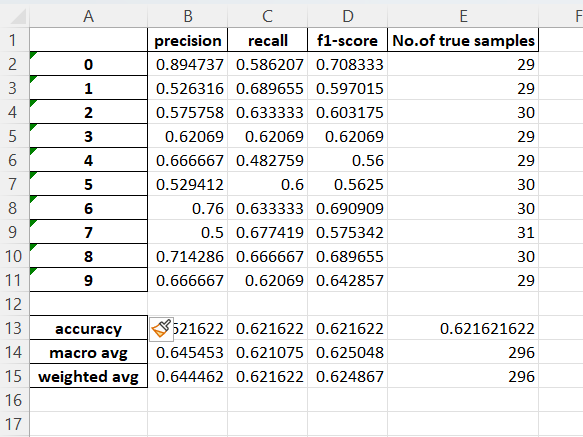 A B C D E F
1 precision recall f1-score No.of true samples
2 0 0.894737 0.586207 0.708333 29
3 1 0.526316 0.689655 0.597015 29
4 2 0.575758 0.633333 0.603175 30
5 3 0.62069 0.62069 0.62069 29
6 4 0.666667 0.482759 0.56 29
7 5 0.529412 0.6 0.5625 30
8 6 0.76 0.633333 0.690909 30
9 7 0.5 0.677419 0.575342 31
10 8 0.714286 0.666667 0.689655 30
11 9 0.666667 0.62069 0.642857 29
12
13 accuracy 621622 0.621622 0.621622 0.621621622
14 macro avg 0.645453 0.621075 0.625048 296
15 weighted avg 0.644462 0.621622 0.624867 296
16
17